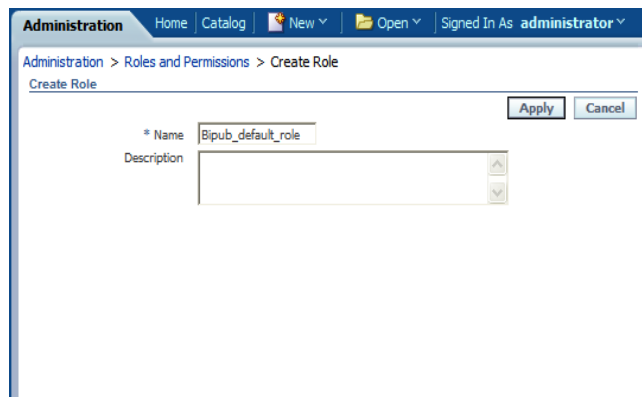 Administration Home Catalog New Open Signed In As administrator
Administration > Roles and Permissions > Create Role
Create Role
Apply Cancel
* Name Bipub_default_role
Description